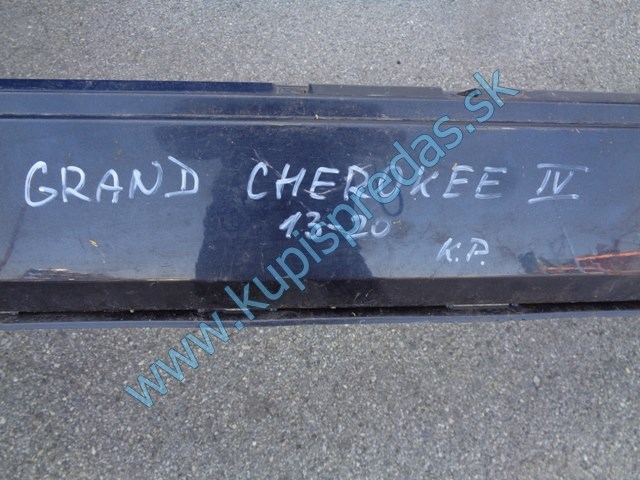 GRAND CHEROKEE IV
13-20
K.P.
www.kupispredas.sk